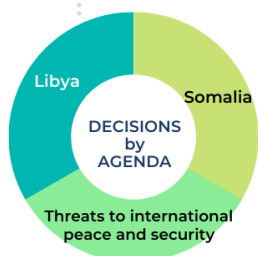 Libya
Somalia
DECISIONS
by
AGENDA
Threats to international
peace and security